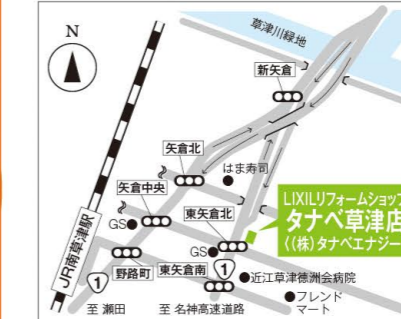 N
草津川緑地
新矢倉
矢倉北
はま寿司
矢倉中央
東矢倉北
LIXILリフォームショップ
タナベ草津店
((株)タナベエナジー
GS
GS
JR南草津駅
1
野路町
東矢倉南
1
近江草津徳洲会病院
フレンド
マート
至 瀬田
至 名神高速道路